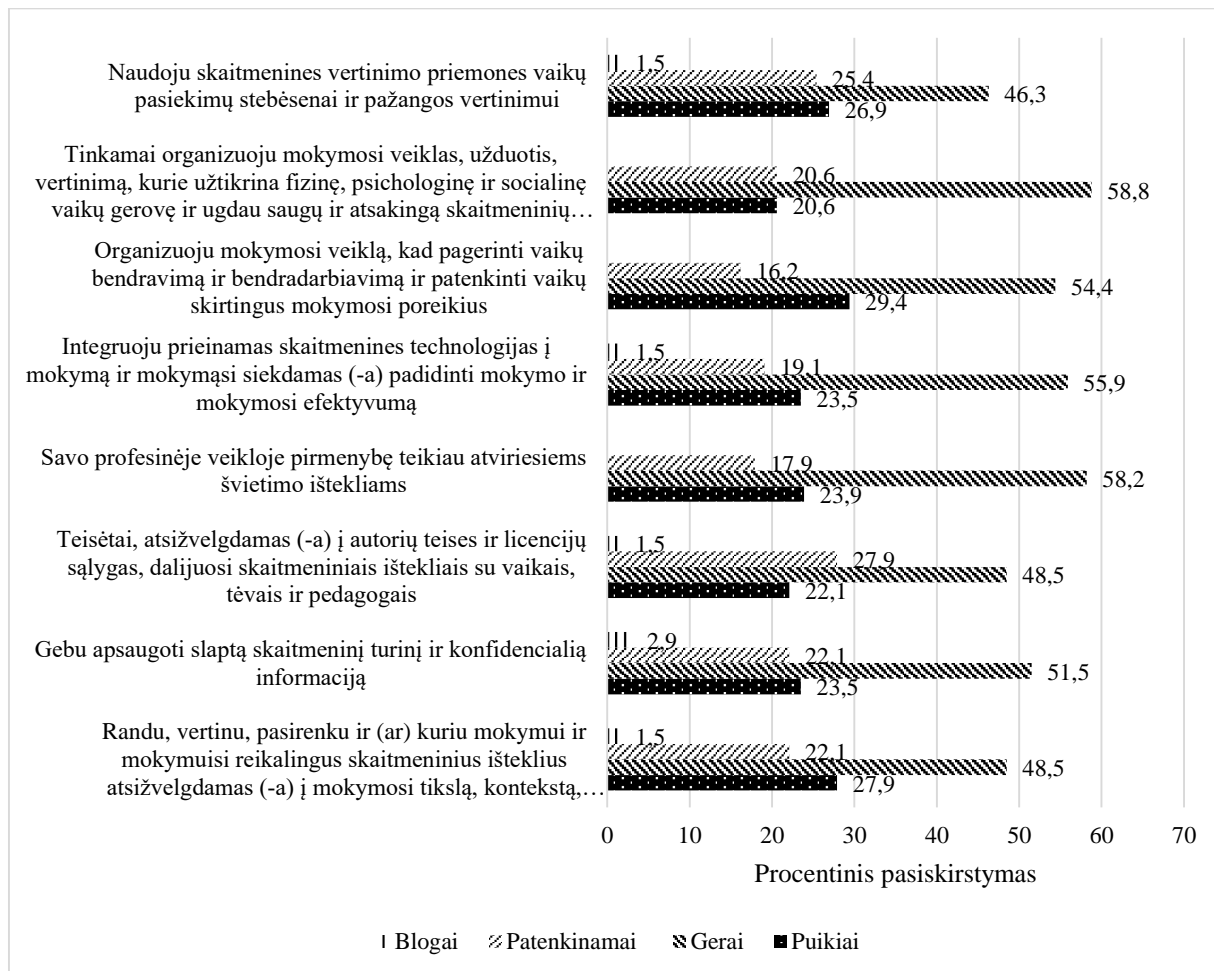 Naudoju skaitmenines vertinimo priemones vaikų
pasiekimų stebėsenai ir pažangos vertinimui
1,5
25,4
46,3
26,9
Tinkamai organizuoju mokymosi veiklas, užduotis,
vertinimą, kurie užtikrina fizinę, psichologinę ir socialinę
vaikų gerovę ir ugdau saugų ir atsakingą skaitmeninių…
20,6
58,8
20,6
Organizuoju mokymosi veiklą, kad pagerinti vaikų
bendravimą ir bendradarbiavimą ir patenkinti vaikų
skirtingus mokymosi poreikius
16,2
54,4
29,4
Integruoju prieinamas skaitmenines technologijas į
mokymą ir mokymąsi siekdamas (-a) padidinti mokymo ir
mokymosi efektyvumą
1,5
19,1
55,9
23,5
Savo profesinėje veikloje pirmenybę teikiau atviriesiems
švietimo ištekliams
17,9
58,2
23,9
Teisėtai, atsižvelgdamas (-a) į autorių teises ir licencijų
sąlygas, dalijuosi skaitmeniniais ištekliais su vaikais,
tėvais ir pedagogais
1,5
27,9
48,5
22,1
Gebu apsaugoti slaptą skaitmeninį turinį ir konfidencialią
informaciją
2,9
22,1
51,5
23,5
Randu, vertinu, pasirenku ir (ar) kuriu mokymui ir
mokymuisi reikalingus skaitmeninius išteklius
atsižvelgdamas (-a) į mokymosi tikslą, kontekstą,…
1,5
22,1
48,5
27,9
0 10 20 30 40 50 60 70
Procentinis pasiskirstymas
Blogai Patenkinamai Gerai Puikiai